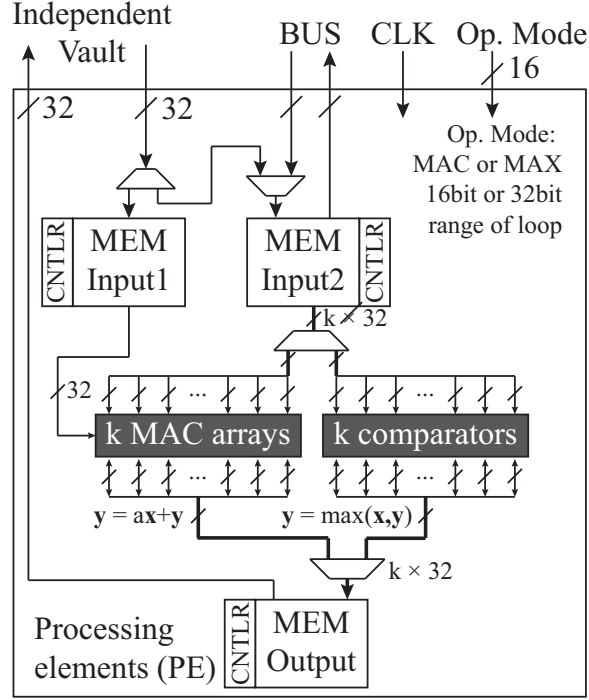 Independent
Vault
BUS
CLK
Op. Mode
32
32
16
Op. Mode:
MAC or MAX
16bit or 32bit
range of loop
CNTLR
MEM
Input1
MEM
Input2
CNTLR
k × 32
32
...
...
k MAC arrays
k comparators
...
...
y = ax+y
y = max(x,y)
k × 32
Processing
elements (PE)
CNTLR
MEM
Output